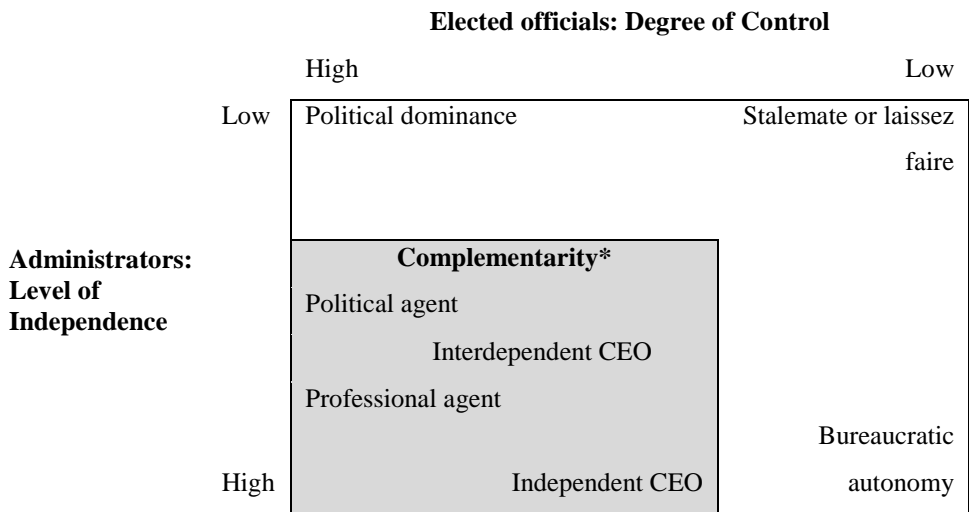 Elected officials: Degree of Control
High Low
Low Political dominance Stalemate or laissez
faire
Administrators: Complementarity*
Level of
Independence
Political agent
Interdependent CEO
Professional agent
Bureaucratic
High Independent CEO autonomy